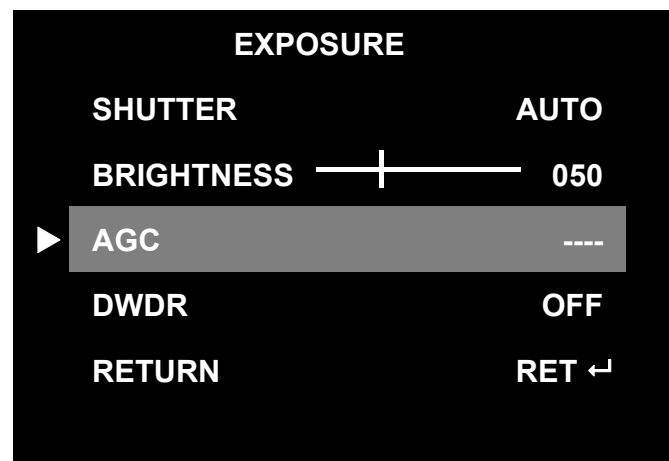 EXPOSURE
SHUTTER AUTO
BRIGHTNESS 050
AGC ----
DWDR OFF
RETURN RET ↵